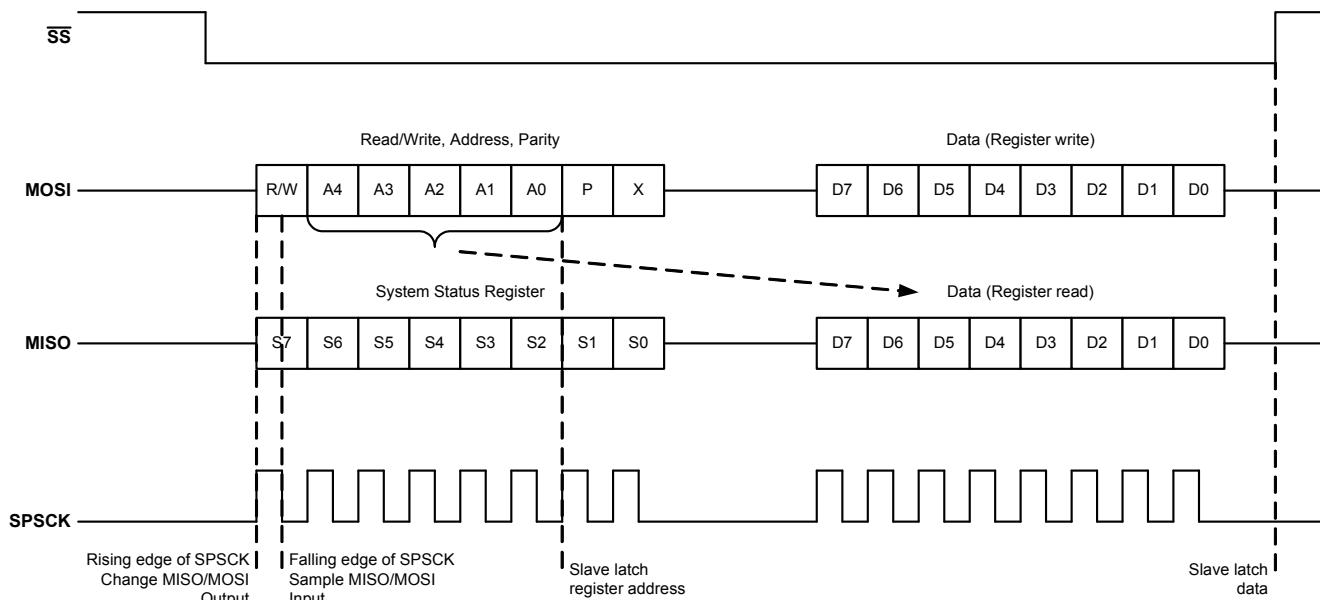 SS
Read/Write, Address, Parity
Data (Register write)
MOSI R/W A4 A3 A2 A1 A0 P X D7 D6 D5 D4 D3 D2 D1 D0
System Status Register
Data (Register read)
MISO S7 S6 S5 S4 S3 S2 S1 S0 D7 D6 D5 D4 D3 D2 D1 D0
SPSCK
Rising edge of SPSCK
Change MISO/MOSI
Output
Falling edge of SPSCK
Sample MISO/MOSI
Input
Slave latch
register address
Slave latch
data